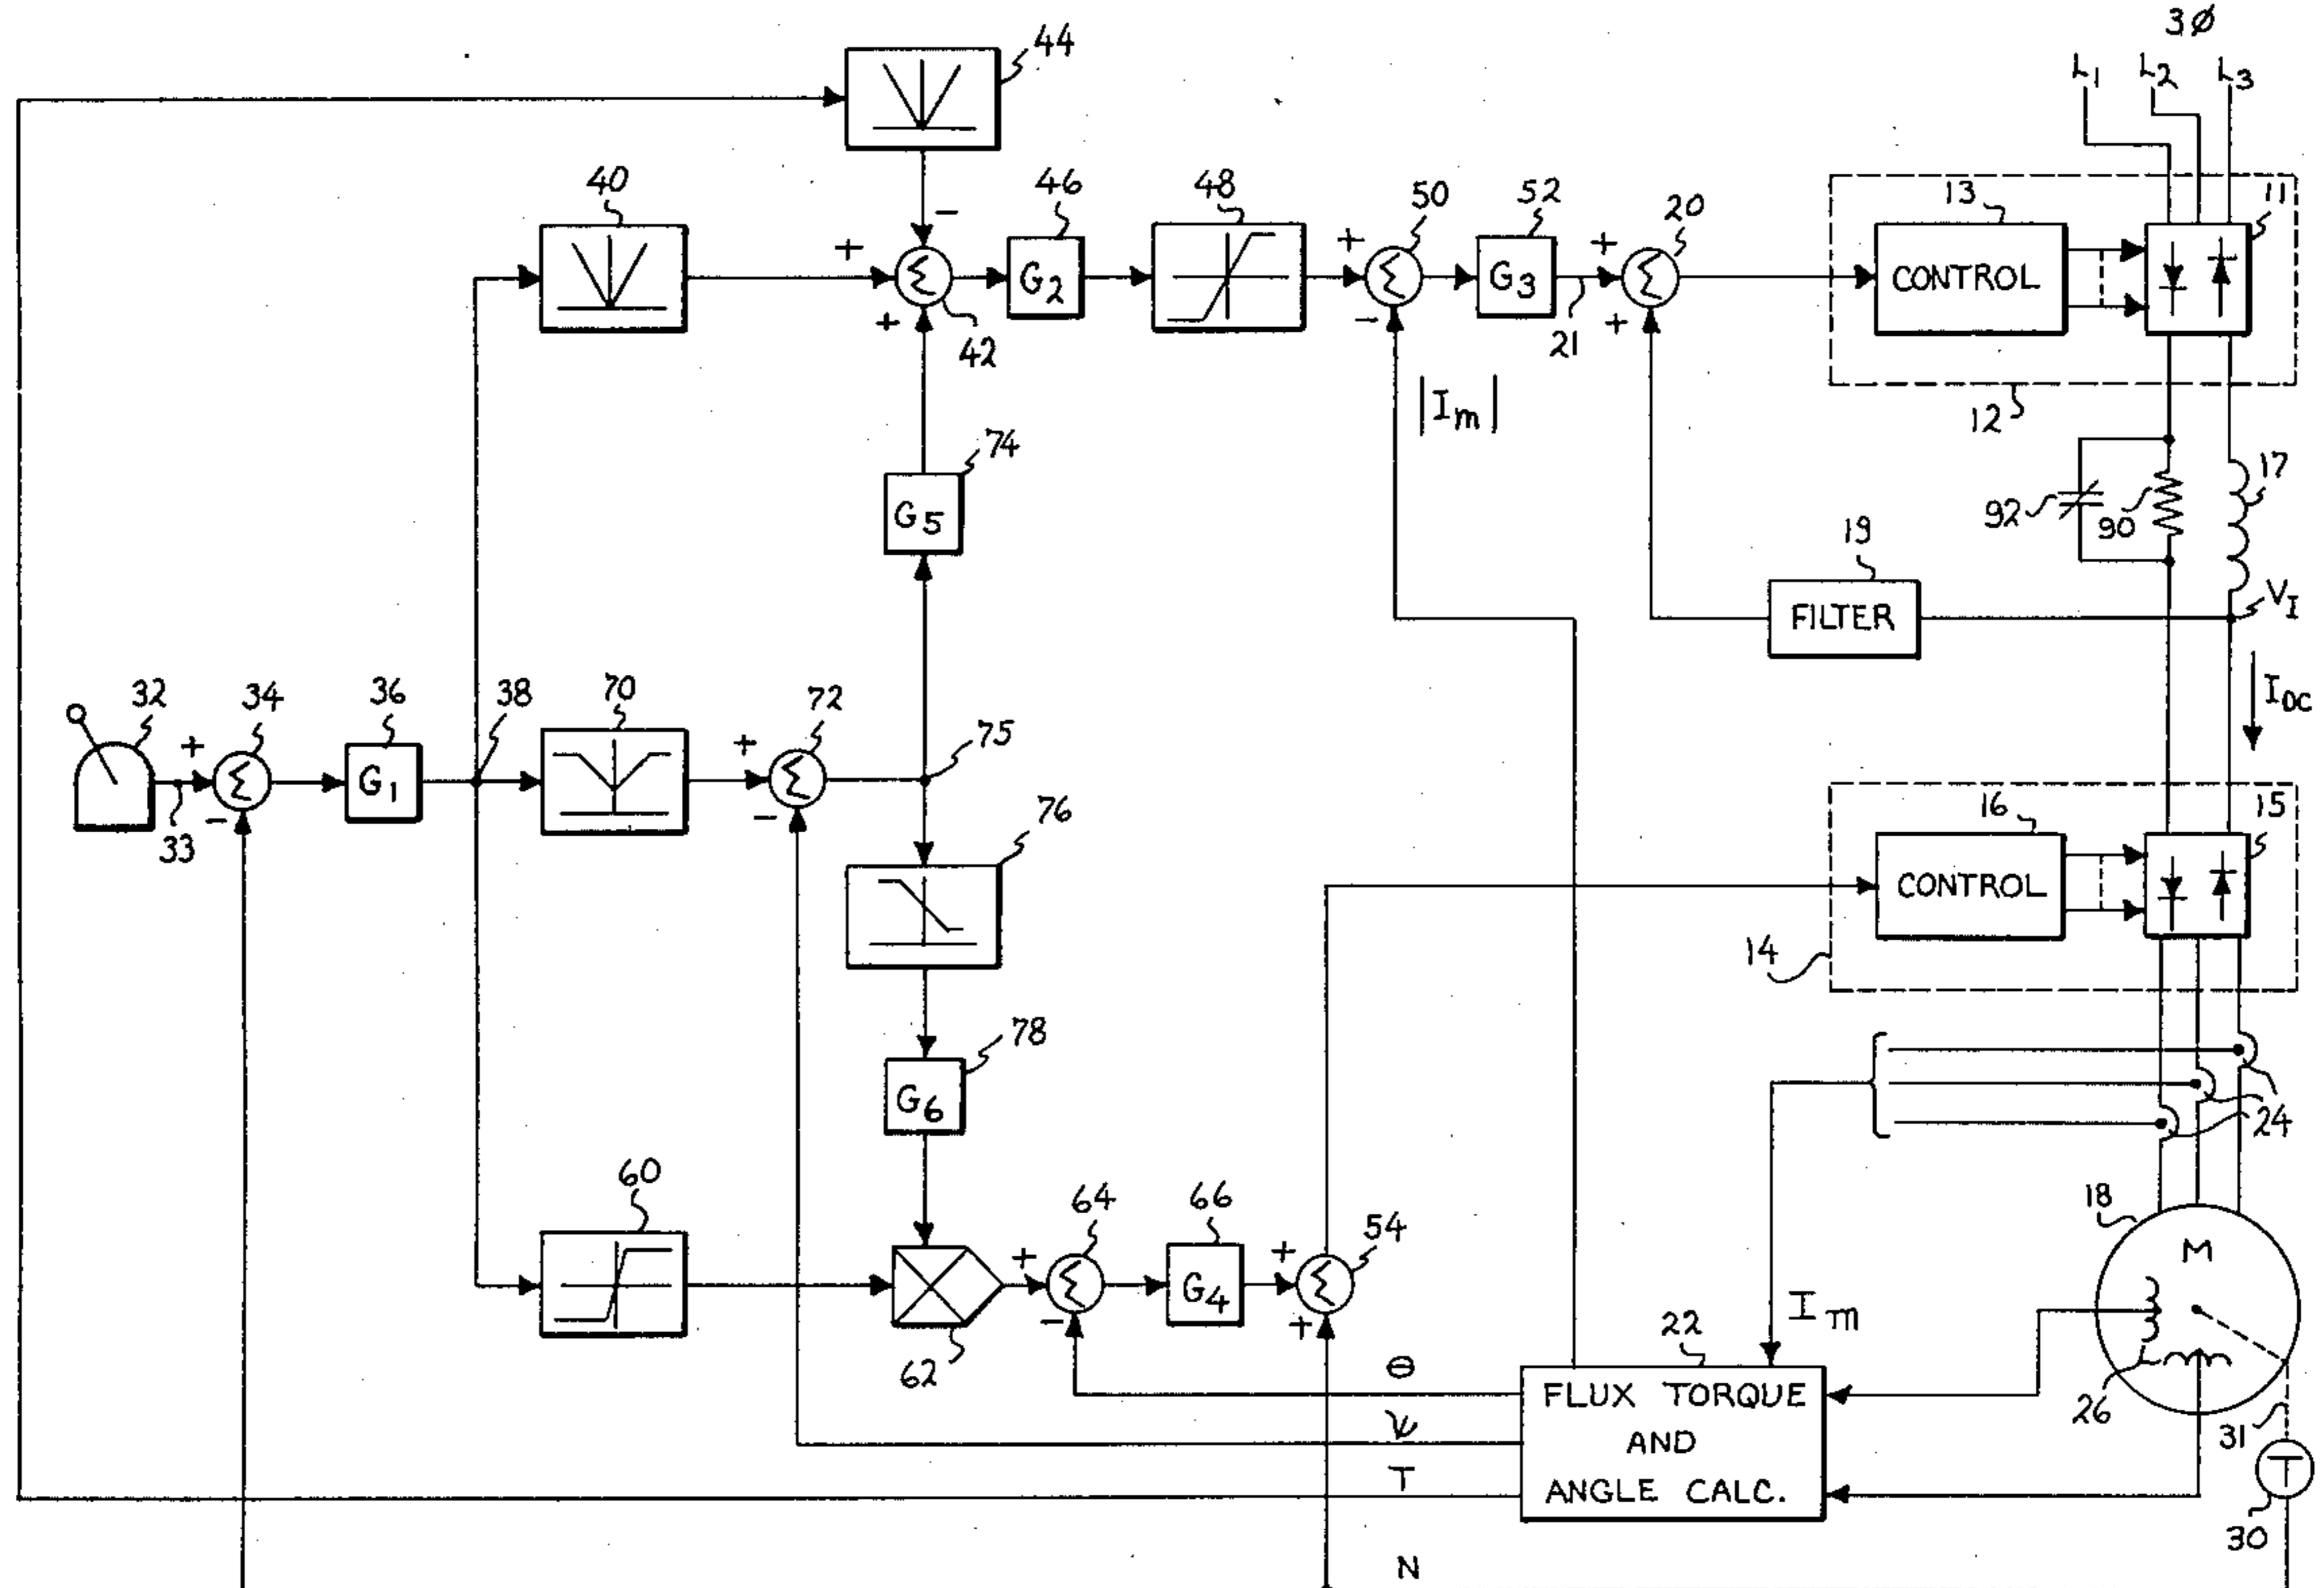 3Ø
L1 L2 L3
44
40
46
48
50
52
20
13
11
Σ
G2
Σ
G3
Σ
CONTROL
+
−
+
+
−
+
+
42
21
12
|Im|
74
G5
17
92
90
19
FILTER
VI
IDC
32
34
36
38
70
72
75
+
Σ
−
G1
+
Σ
−
33
76
16
15
CONTROL
14
78
G6
24
60
64
66
54
18
M
+
Σ
−
G4
+
Σ
+
62
Im
22
26
31
θ
ψ
T
FLUX TORQUE
AND
ANGLE CALC.
T
30
N